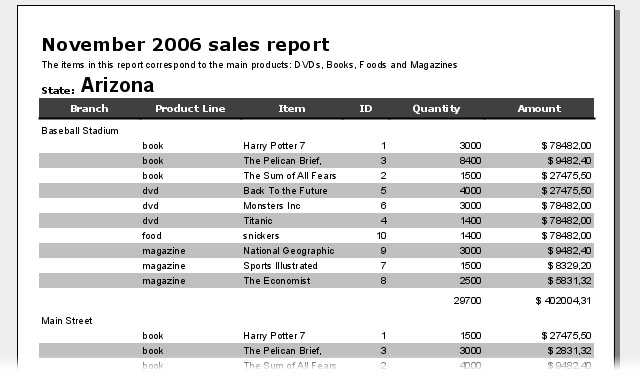 November 2006 sales report
The items in this report correspond to the main products: DVDs, Books, Foods and Magazines
State: Arizona
Branch Product Line Item ID Quantity Amount
Baseball Stadium
book Harry Potter 7 1 3000 $ 78482,00
book The Pelican Brief, 3 8400 $ 9482,40
book The Sum of All Fears 2 1500 $ 27475,50
dvd Back To the Future 5 4000 $ 27475,50
dvd Monsters Inc 6 3000 $ 78482,00
dvd Titanic 4 1400 $ 78482,00
food snickers 10 1400 $ 78482,00
magazine National Geographic 9 3000 $ 9482,40
magazine Sports Illustrated 7 1500 $ 8329,20
magazine The Economist 8 2500 $ 5831,32
29700 $ 402004,31
Main Street
book Harry Potter 7 1 1500 $ 27475,50
book The Pelican Brief, 3 3000 $ 2831,32
book The Sum of All Fears 2 4000 $ 9482,40